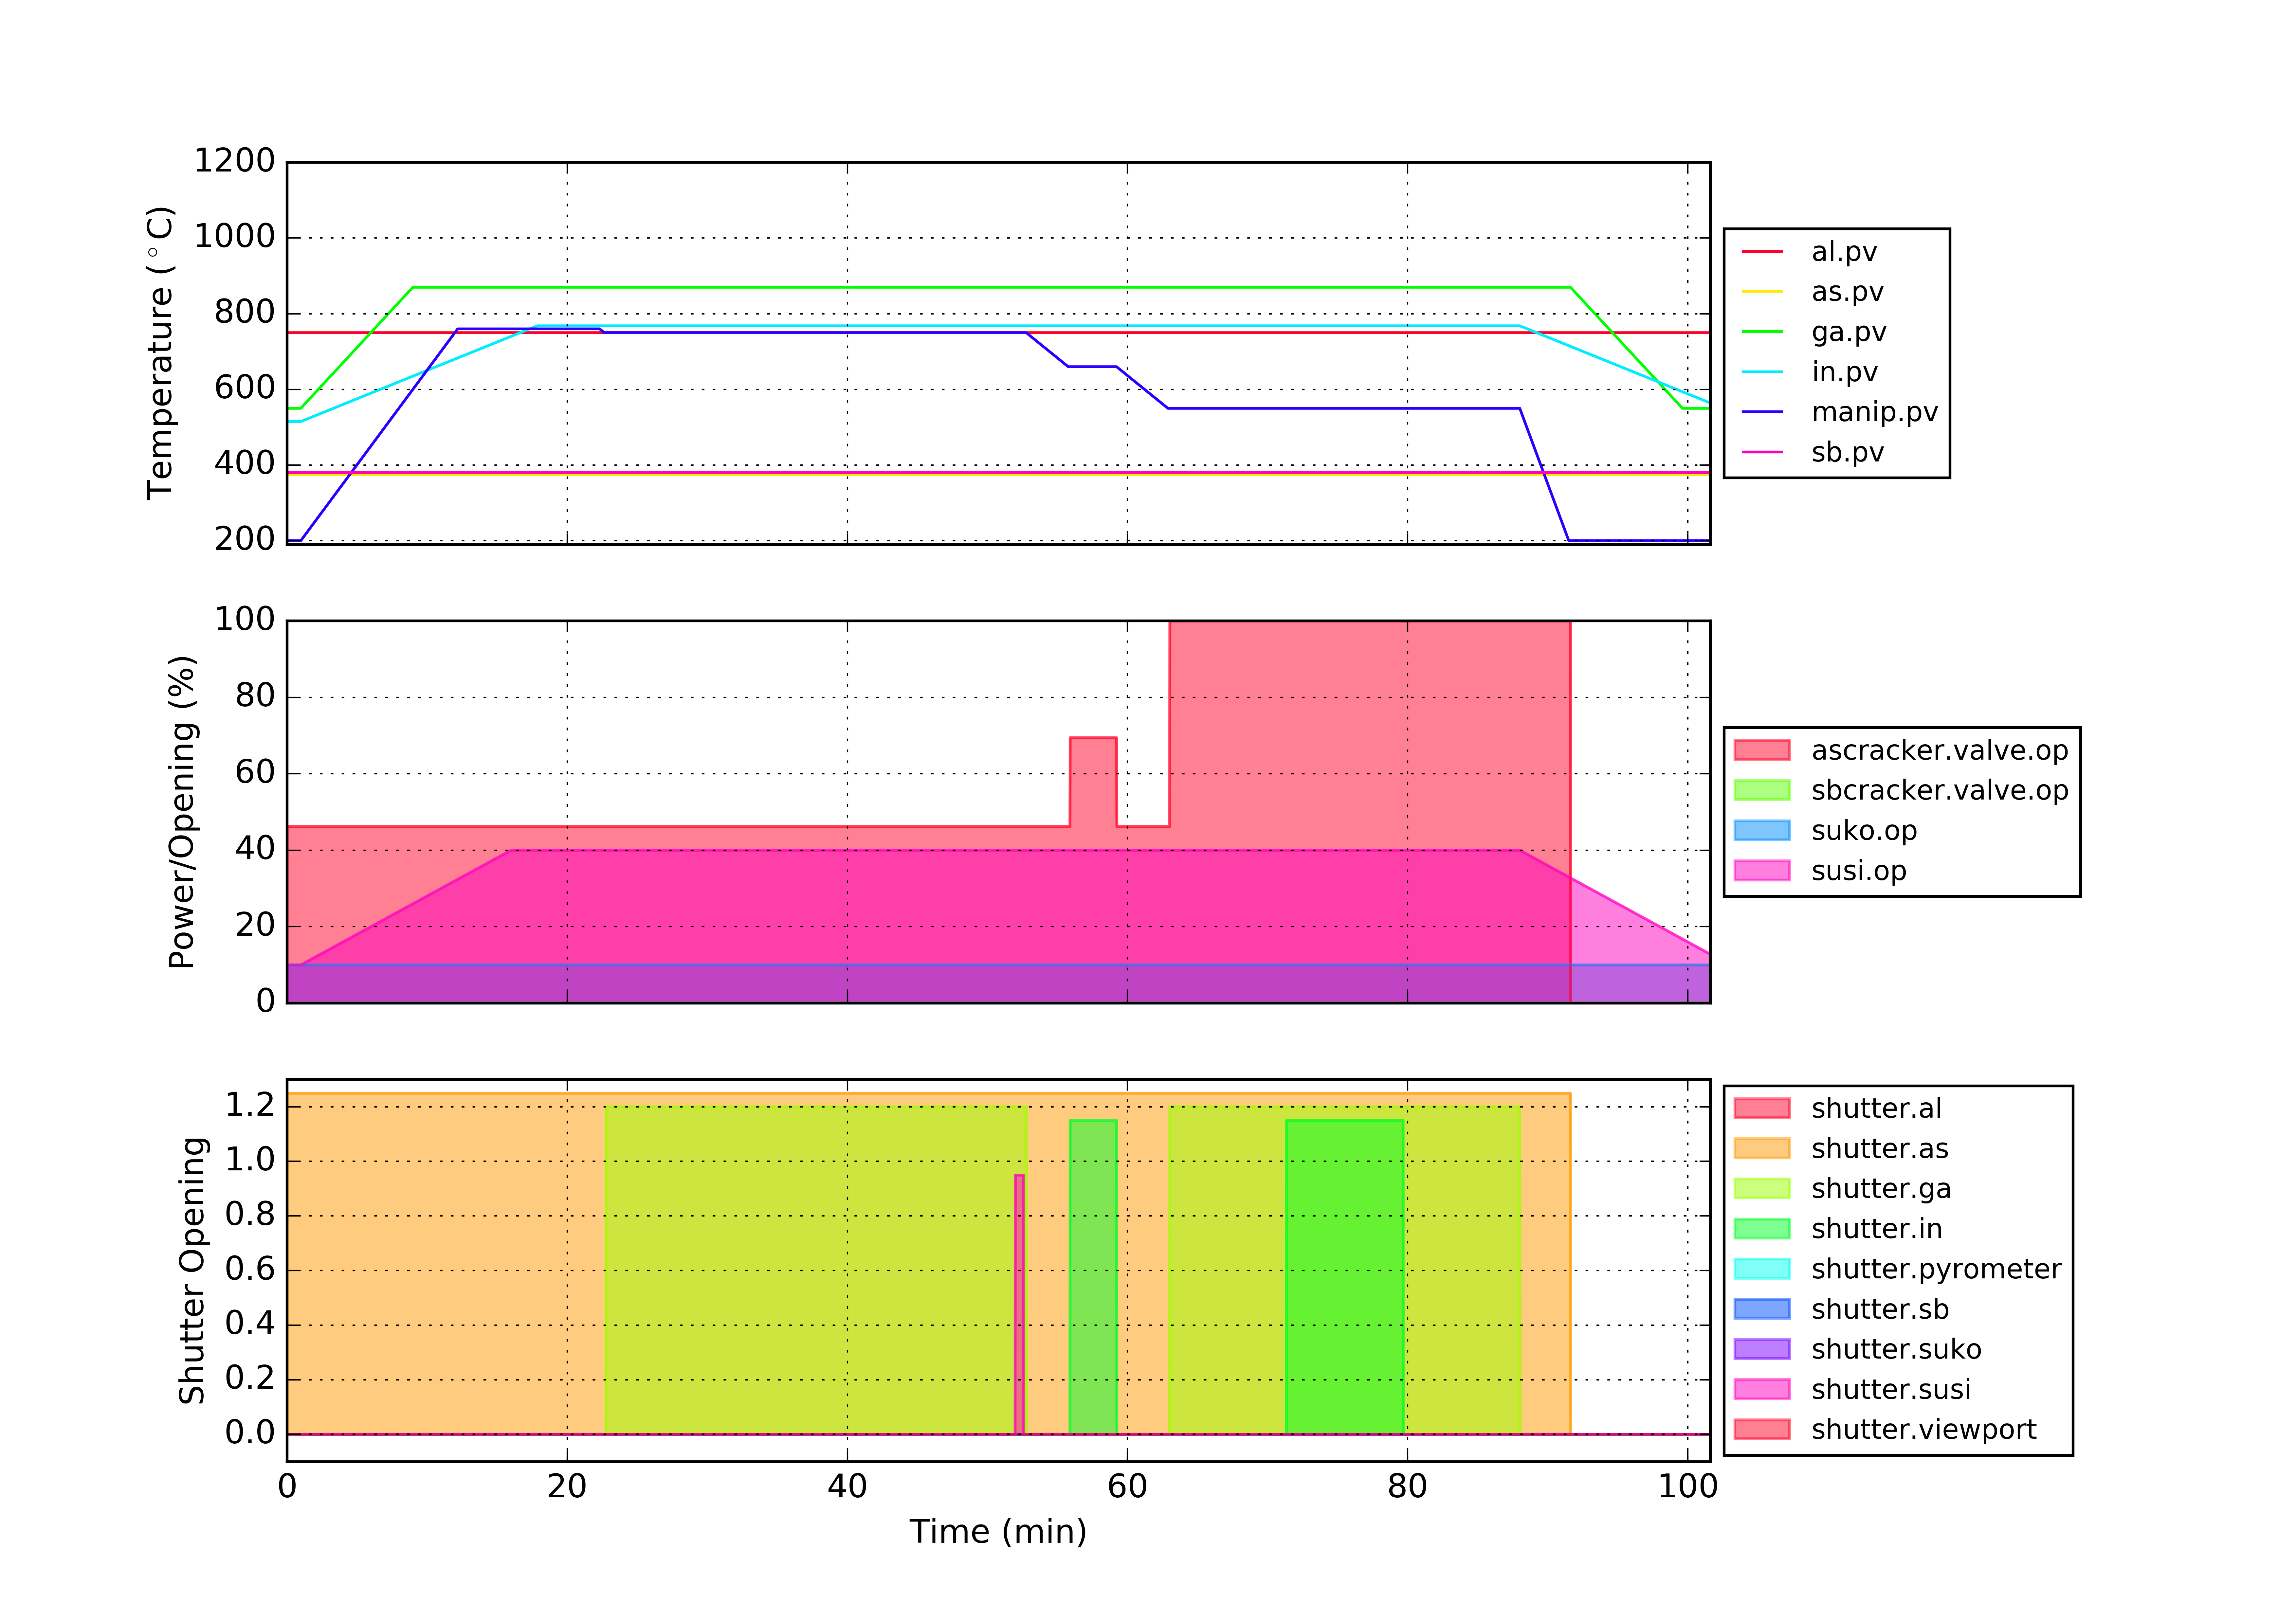 1200
1000
800
600
400
200
Temperature (°C)
al.pv
as.pv
ga.pv
in.pv
manip.pv
sb.pv
100
80
60
40
20
0
Power/Opening (%)
ascracker.valve.op
sbcracker.valve.op
suko.op
susi.op
1.2
1.0
0.8
0.6
0.4
0.2
0.0
Shutter Opening
shutter.al
shutter.as
shutter.ga
shutter.in
shutter.pyrometer
shutter.sb
shutter.suko
shutter.susi
shutter.viewport
0 20 40 60 80 100
Time (min)